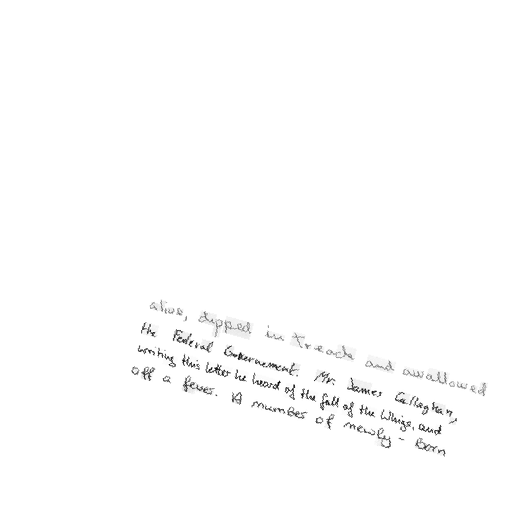 alive, dipped in treacle and swallowed
the Federal Government. Mr. James Callaghan,
writing this letter he heard of the fall of the Whigs, and
off a fever. A number of newly-born